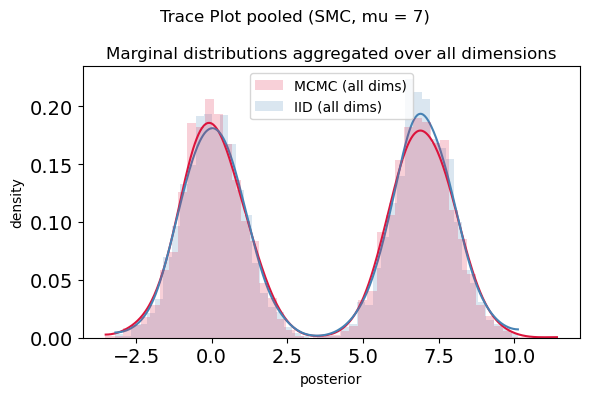 Trace Plot pooled (SMC, mu = 7)
Marginal distributions aggregated over all dimensions
MCMC (all dims)
IID (all dims)
density
0.20
0.15
0.10
0.05
0.00
−2.5 0.0 2.5 5.0 7.5 10.0
posterior